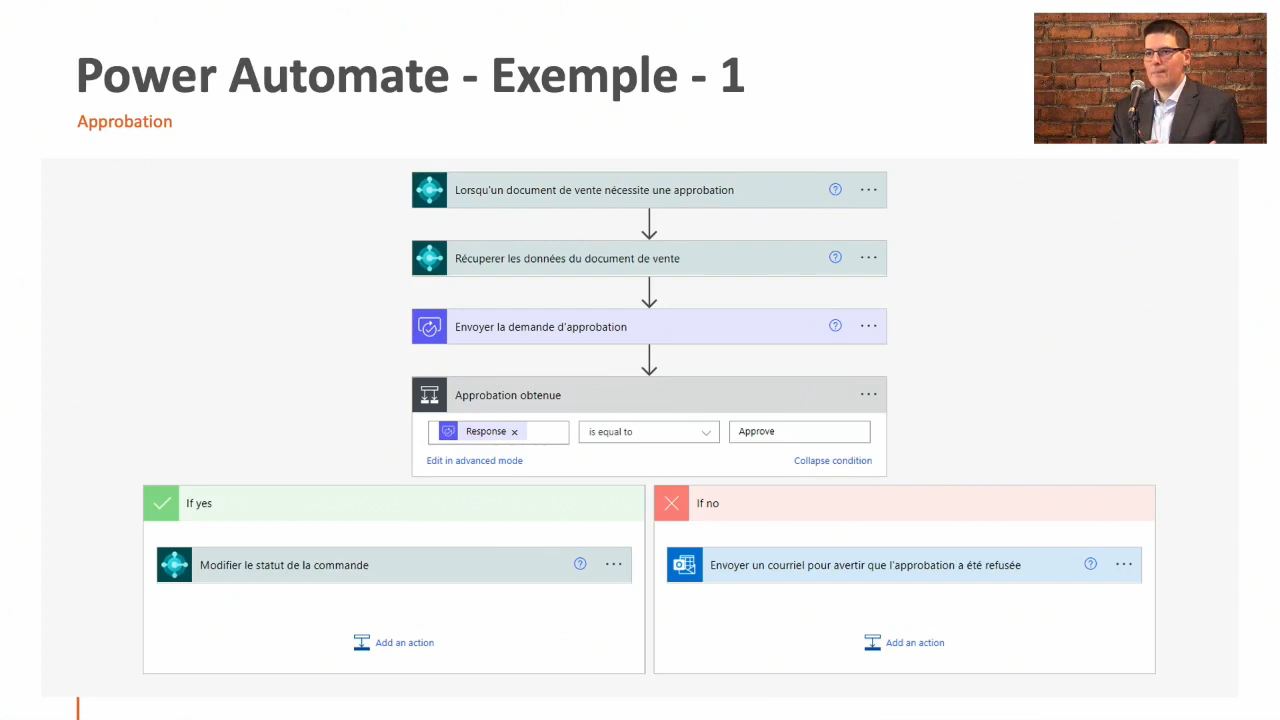 Power Automate - Exemple - 1
Approbation
Lorsqu'un document de vente nécessite une approbation
Récuperer les données du document de vente
Envoyer la demande d'approbation
Approbation obtenue
Response × is equal to Approve
Edit in advanced mode Collapse condition
If yes
Modifier le statut de la commande
Add an action
If no
Envoyer un courriel pour avertir que l'approbation a été refusée
Add an action